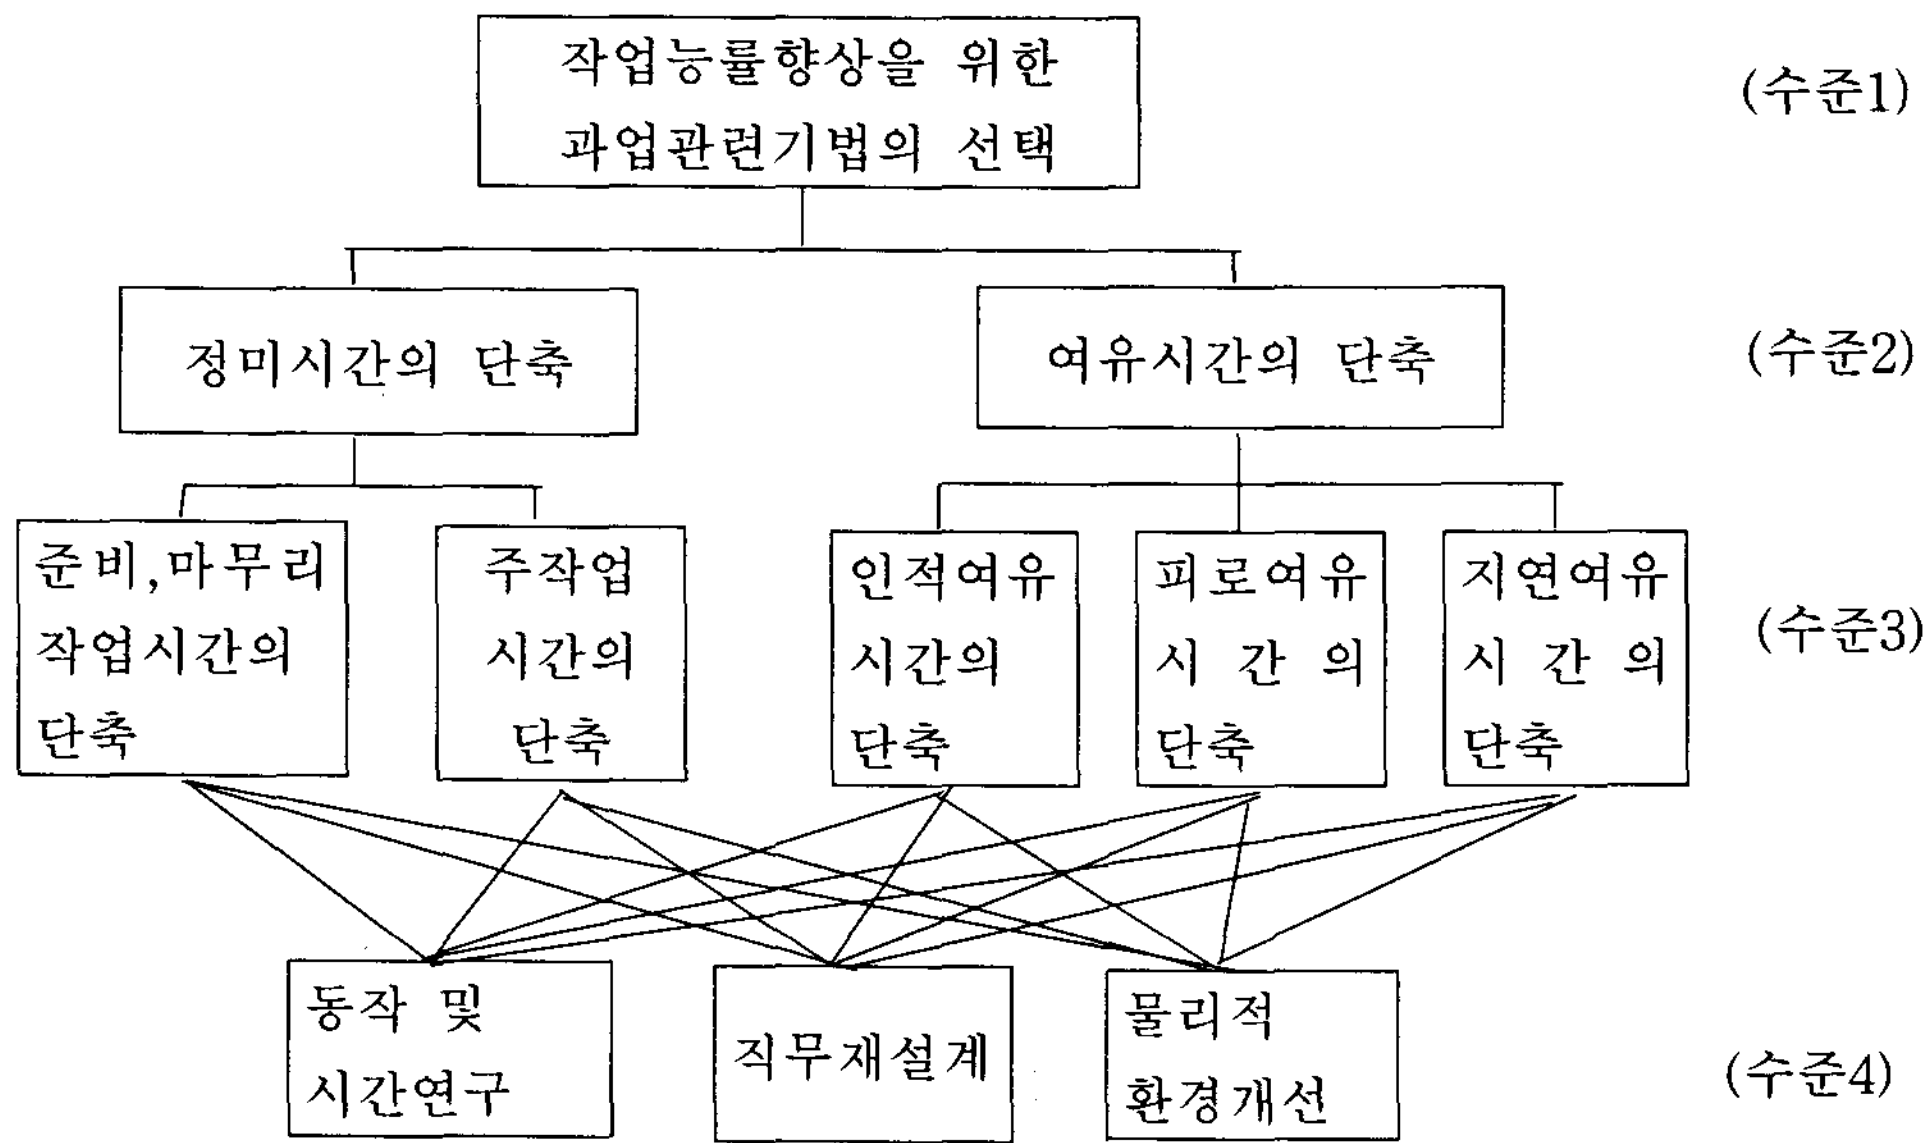 작업능률향상을 위한
과업관련기법의 선택
(수준1)
정미시간의 단축
여유시간의 단축
(수준2)
준비,마무리
작업시간의
단축
주작업
시간의
단축
인적여유
시간의
단축
피로여유
시 간 의
단축
지연여유
시 간 의
단축
(수준3)
동작 및
시간연구
직무재설계
물리적
환경개선
(수준4)